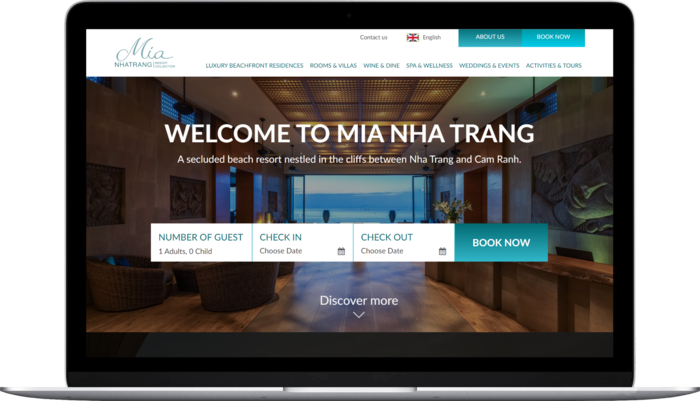 Contact us
English
ABOUT US
BOOK NOW
Mia
NHATRANG
LUXURY BEACHFRONT RESIDENCES ROOMS & VILLAS WINE & DINE SPA & WELLNESS WEDDINGS & EVENTS ACTIVITIES & TOURS
WELCOME TO MIA NHA TRANG
A secluded beach resort nestled in the cliffs between Nha Trang and Cam Ranh.
NUMBER OF GUEST
1 Adults, 0 Child
CHECK IN
Choose Date
CHECK OUT
Choose Date
BOOK NOW
Discover more